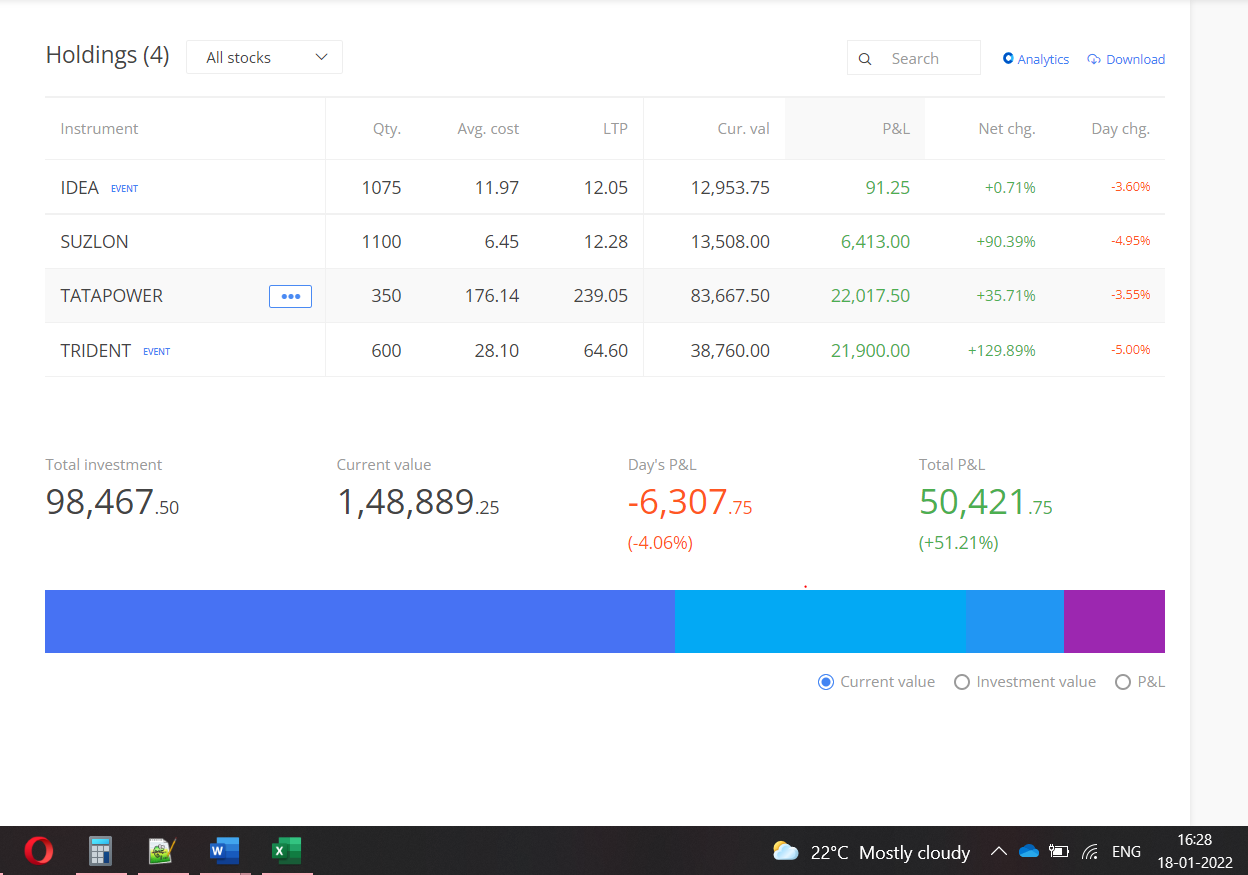 Holdings (4) All stocks Search Analytics Download
Instrument Qty. Avg. cost LTP Cur. val P&L Net chg. Day chg.
IDEA EVENT 1075 11.97 12.05 12,953.75 91.25 +0.71% -3.60%
SUZLON 1100 6.45 12.28 13,508.00 6,413.00 +90.39% -4.95%
TATAPOWER ••• 350 176.14 239.05 83,667.50 22,017.50 +35.71% -3.55%
TRIDENT EVENT 600 28.10 64.60 38,760.00 21,900.00 +129.89% -5.00%
Total investment Current value Day's P&L Total P&L
98,467.50 1,48,889.25 -6,307.75 50,421.75
(-4.06%) (+51.21%)
Current value Investment value P&L
22°C Mostly cloudy ENG 16:28
18-01-2022